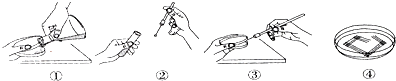 ① ② ③ ④